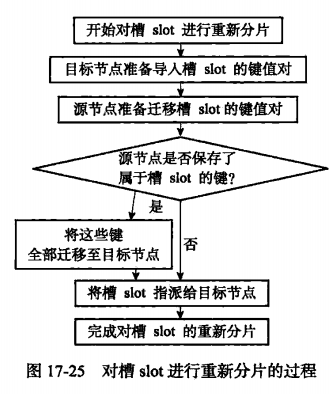 开始对槽 slot 进行重新分片
目标节点准备导入槽 slot 的键值对
源节点准备迁移槽 slot 的键值对
源节点是否保存了
属于槽 slot 的键?
是
将这些键
全部迁移至目标节点
否
将槽 slot 指派给目标节点
完成对槽 slot 的重新分片
图 17-25 对槽 slot 进行重新分片的过程